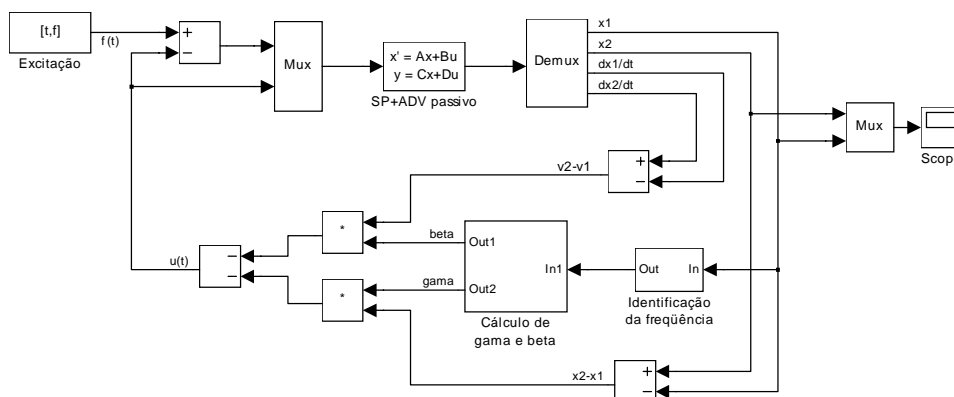 [t,f]
f(t)
Excitação
+
−
Mux
x' = Ax+Bu
y = Cx+Du
SP+ADV passivo
Demux
x1
x2
dx1/dt
dx2/dt
Mux
Scop
+
−
v2-v1
*
beta
Out1
In1
Out2
gama
Cálculo de
gama e beta
Out
In
Identificação
da freqüência
−
−
u(t)
*
+
−
x2-x1